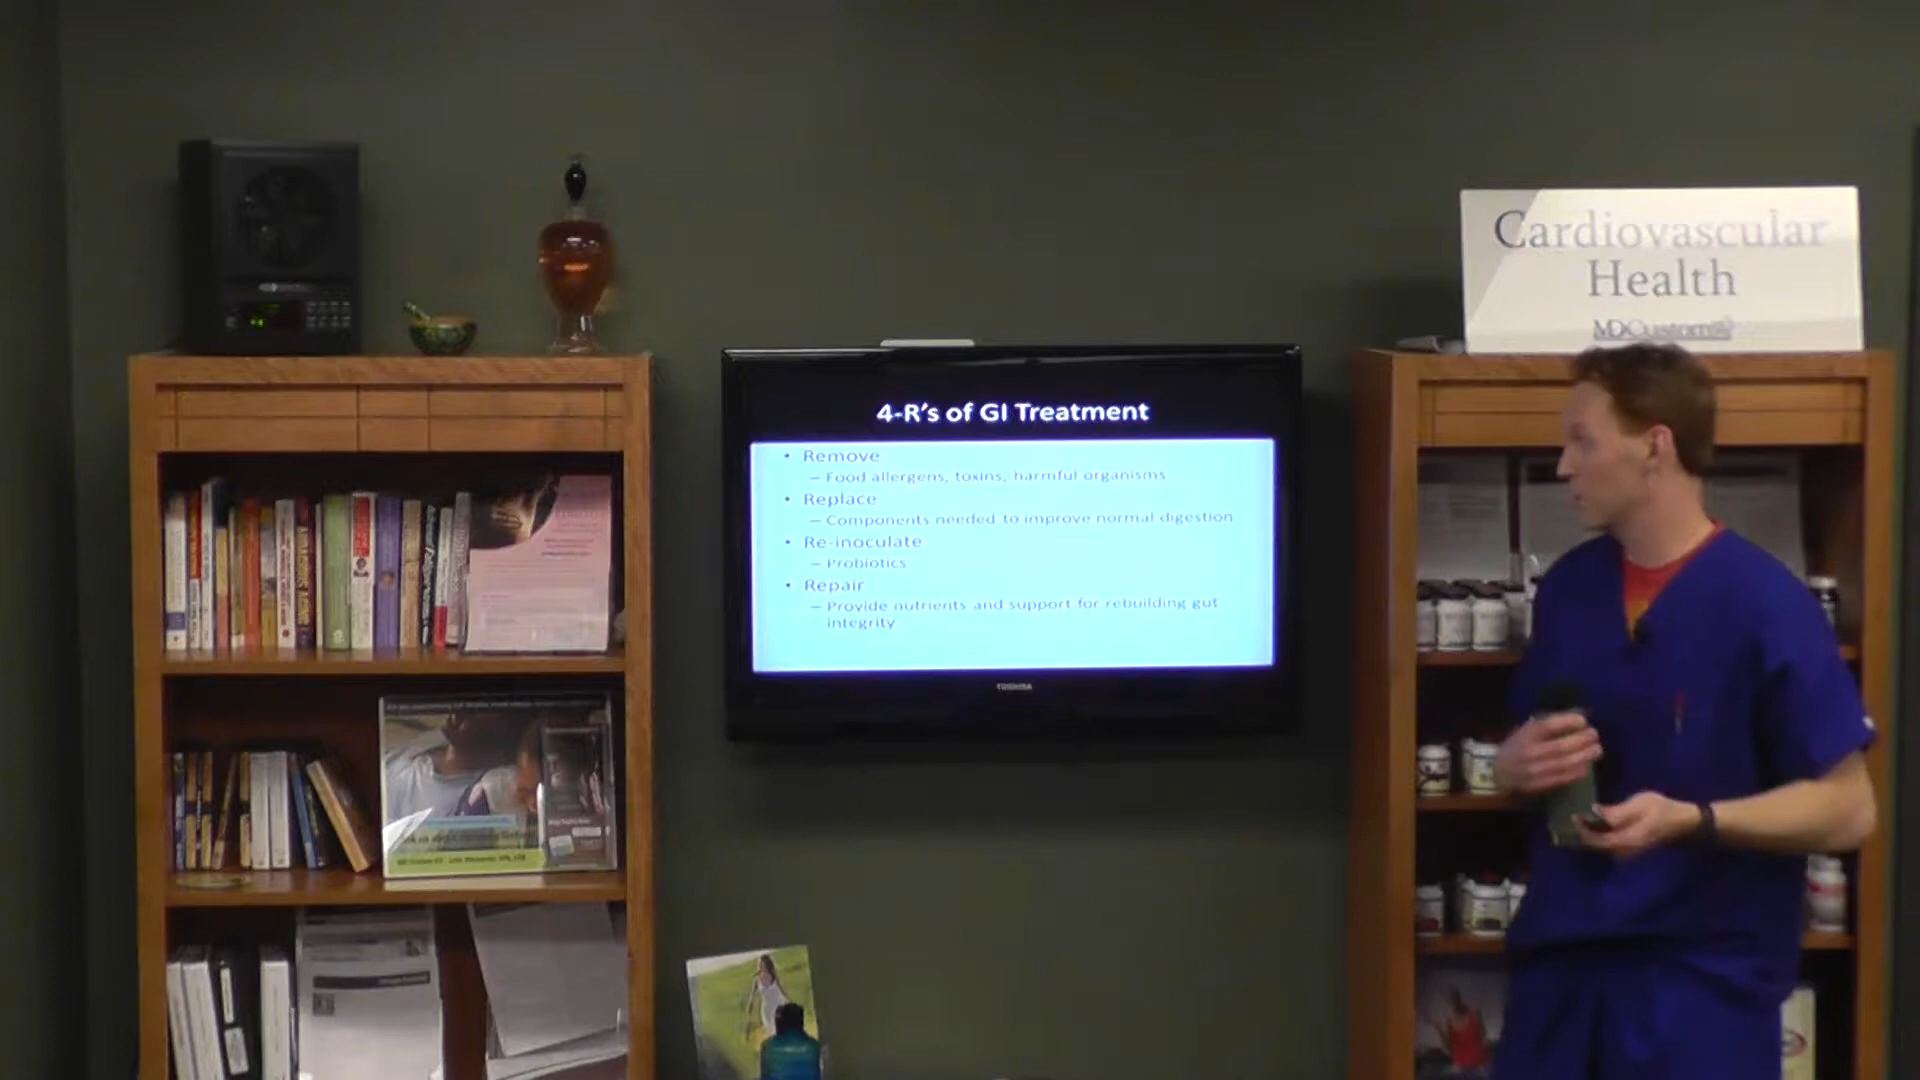 Cardiovascular
Health
MDCustomRx
4-R's of GI Treatment
• Remove
– Food allergens, toxins, harmful organisms
• Replace
– Components needed to improve normal digestion
• Re-inoculate
– Probiotics
• Repair
– Provide nutrients and support for rebuilding gut
integrity
TOSHIBA